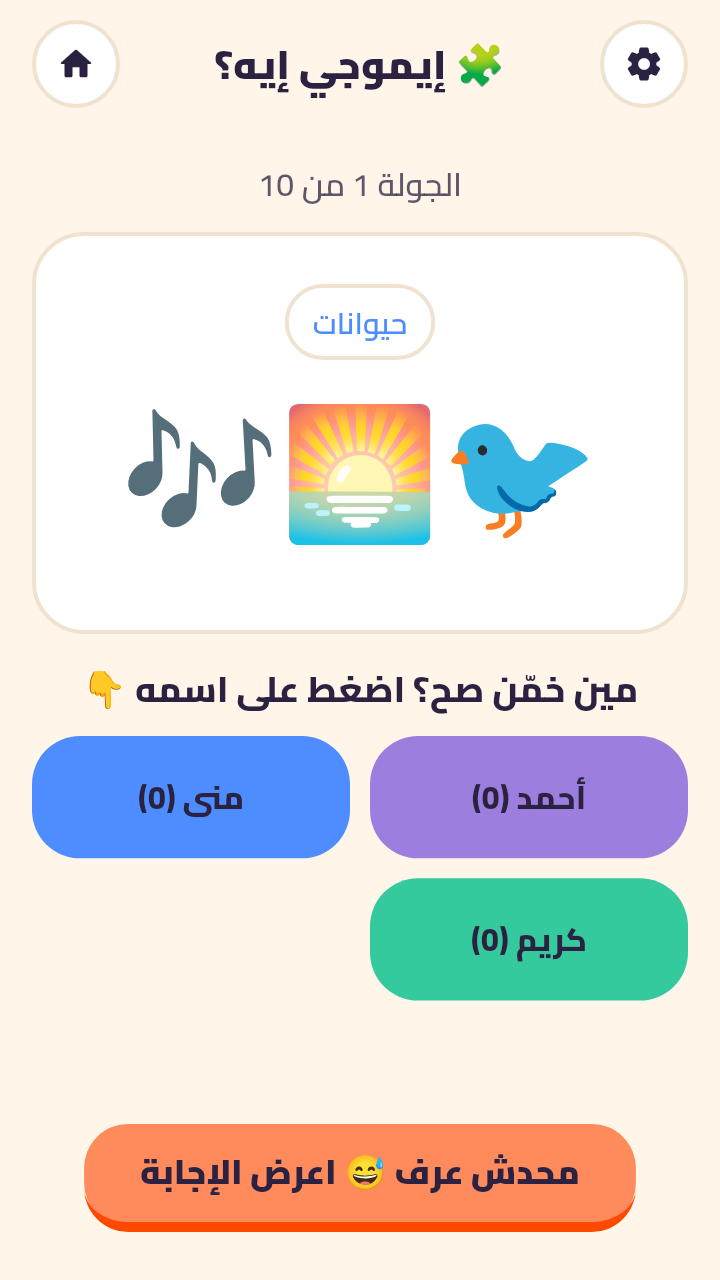 🧩 إيموجي إيه؟
الجولة 1 من 10
حيوانات
مين خمّن صح؟ اضغط على اسمه 👇
أحمد (0)
منى (0)
كريم (0)
محدش عرف 😅 اعرض الإجابة